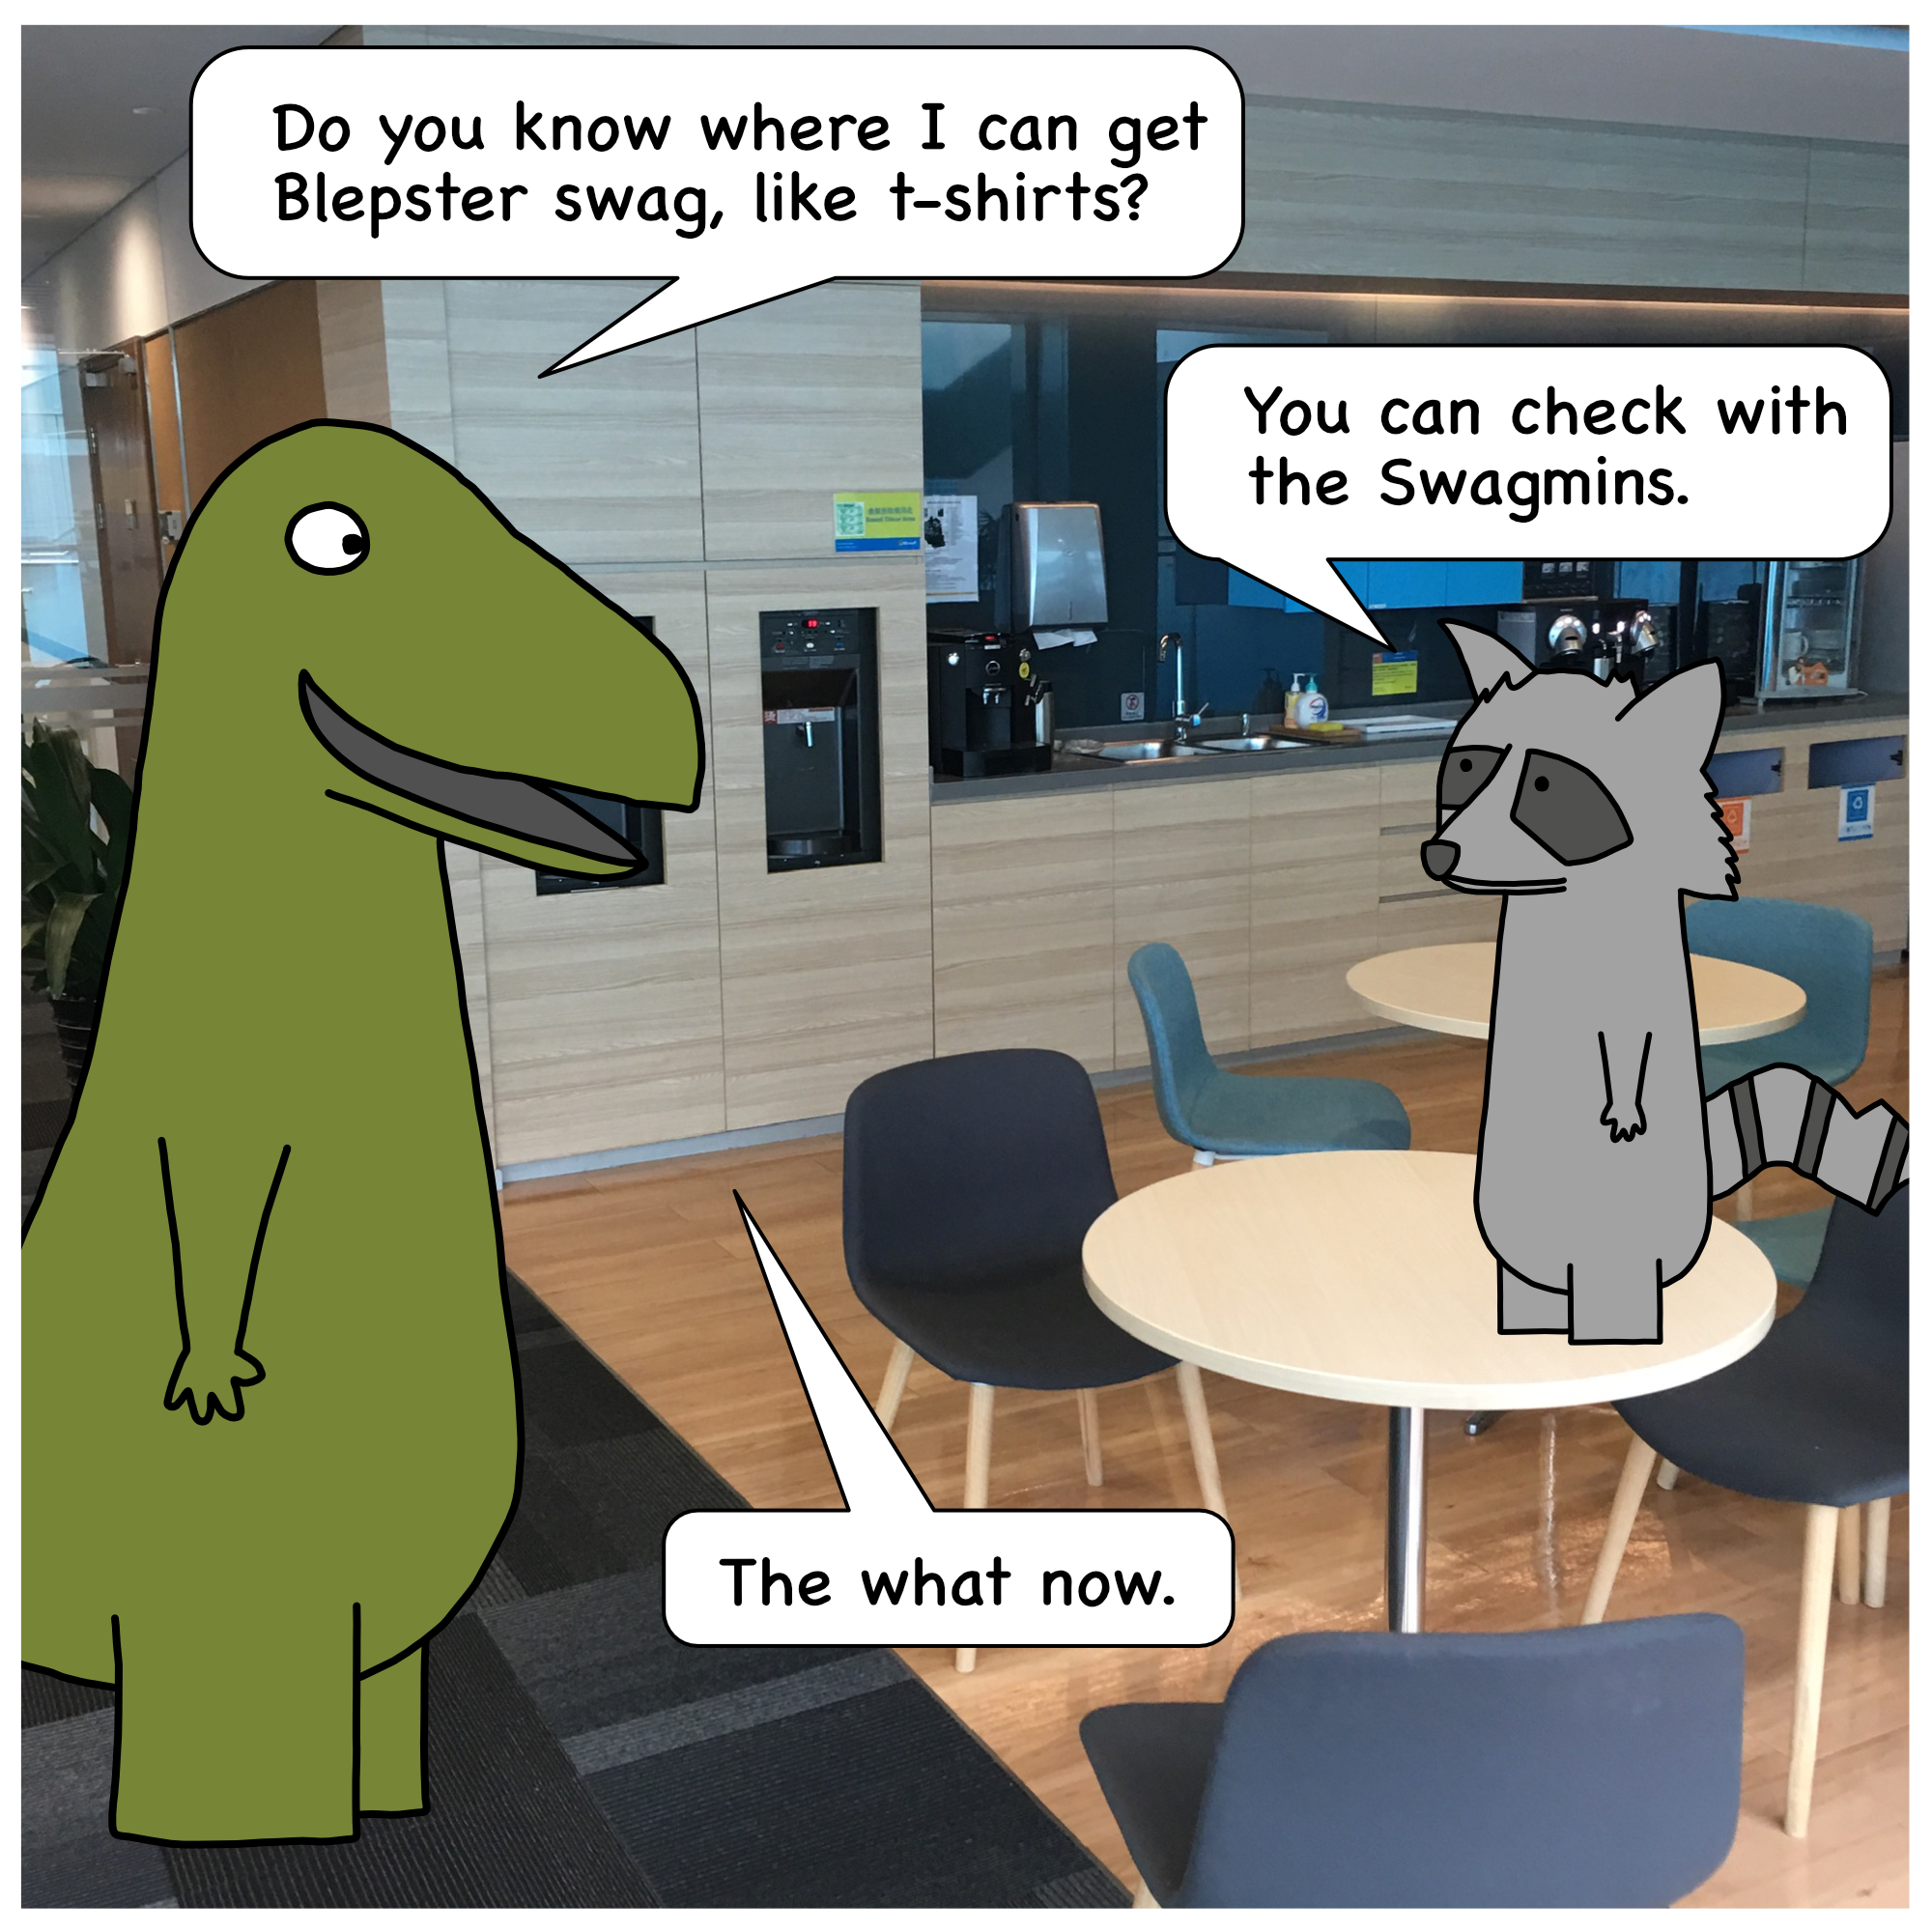 Do you know where I can get
Blepster swag, like t-shirts?
You can check with
the Swagmins.
The what now.